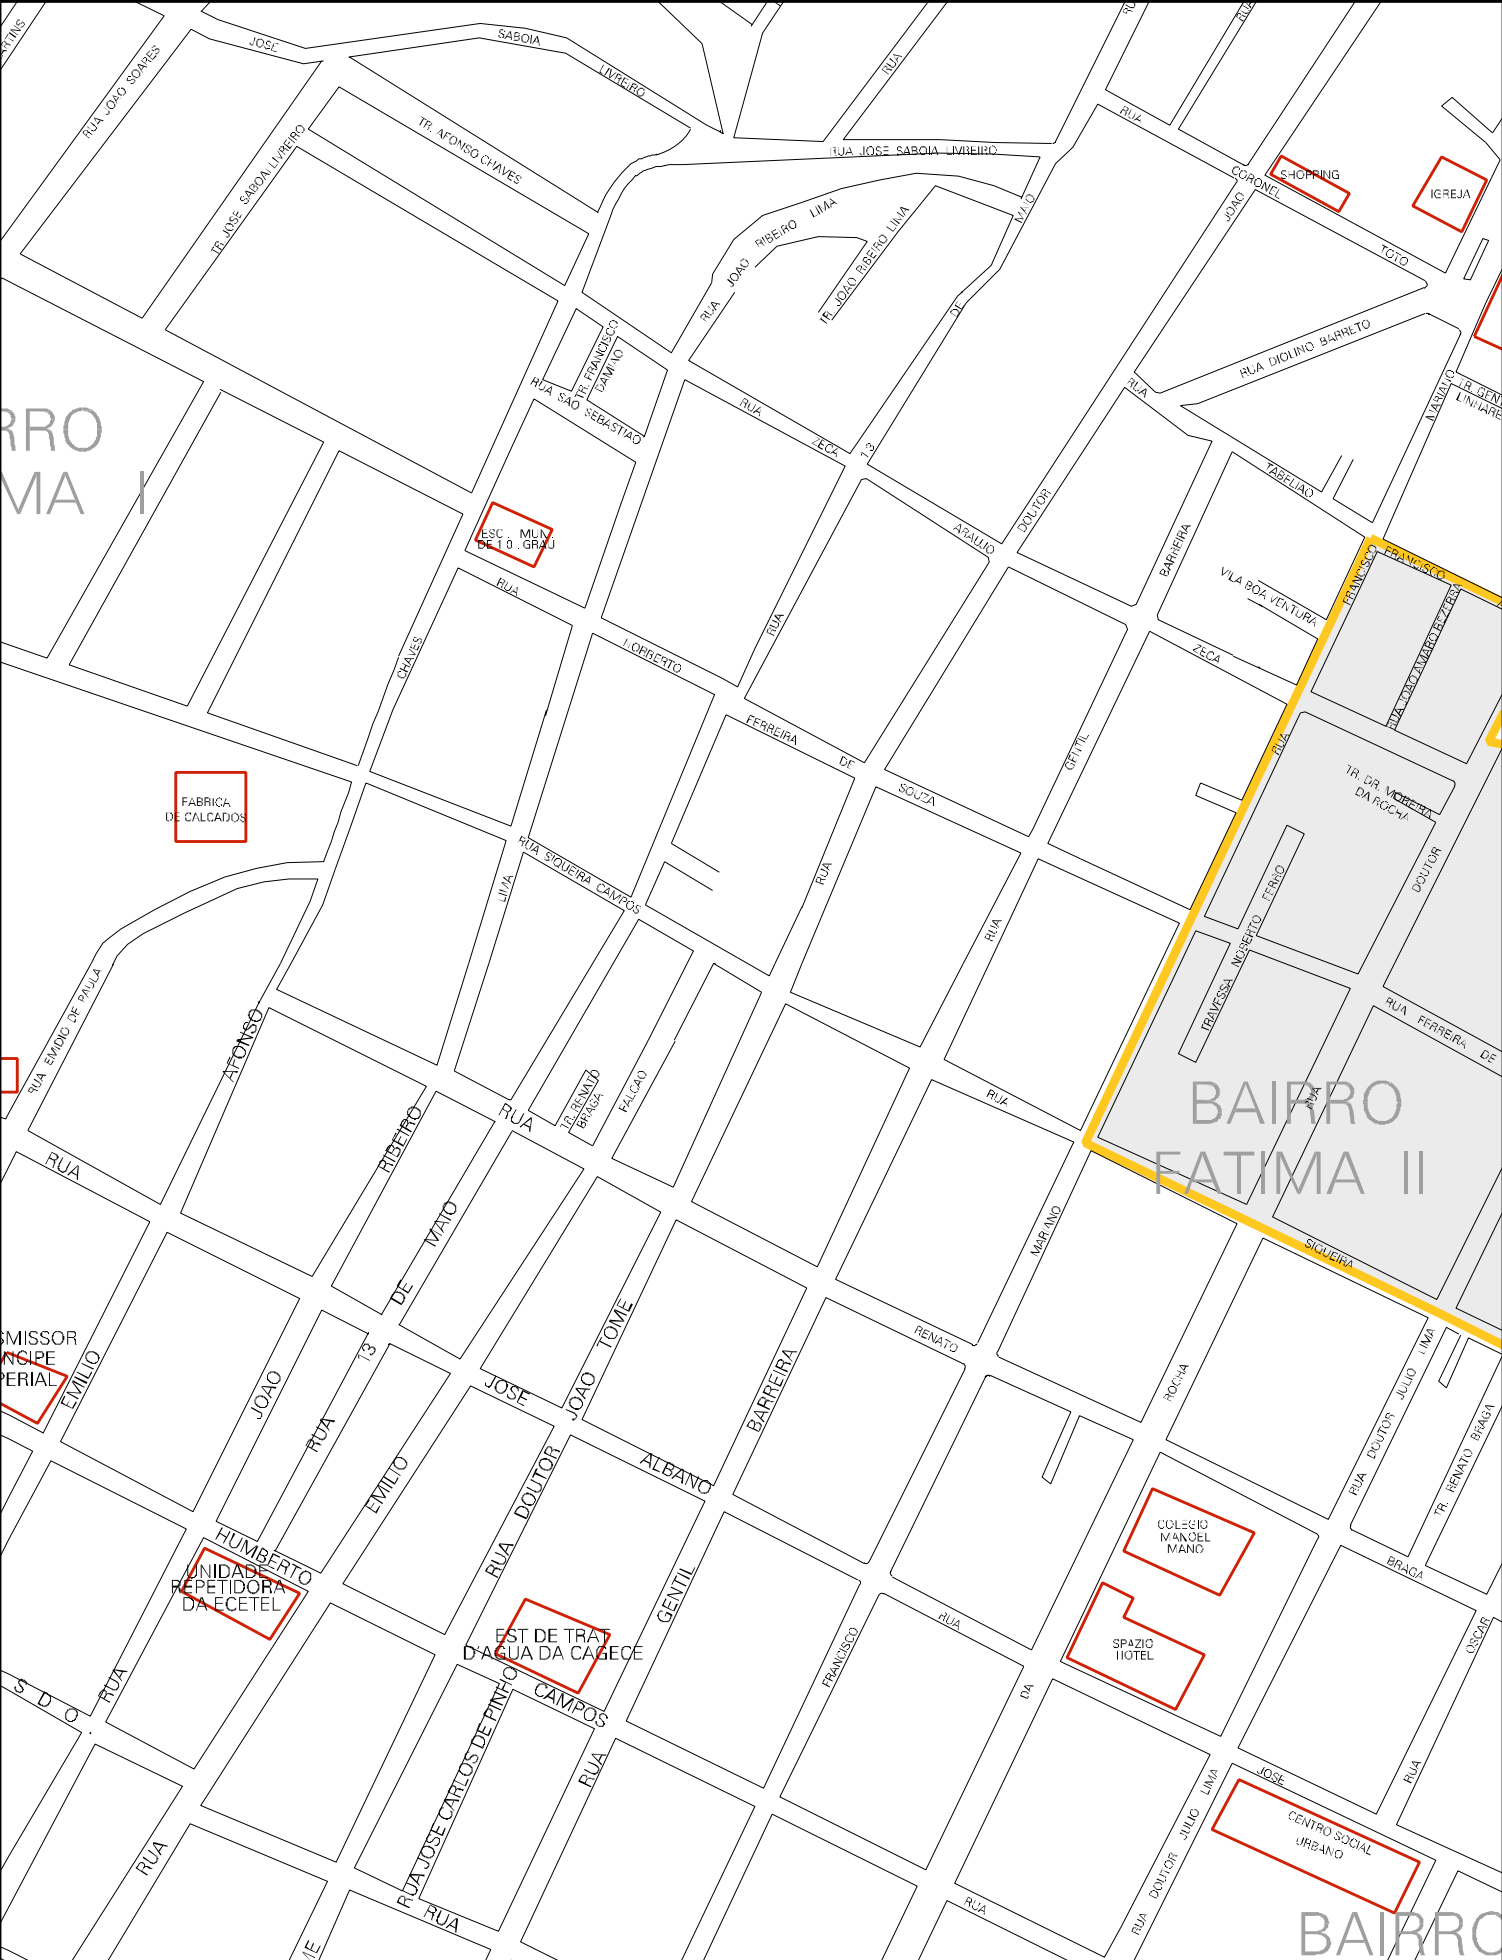 RUA JOAO SOARES
JOSE
SABOIA
LIVREIRO
RUA
RUA
CORONEL
TOTO
SHOPPING
IGREJA
TR. AFONSO CHAVES
TR. JOSE SABOAI LIVREIRO
RUA JOSE SABOIA LIVREIRO
RUA JOAO RIBEIRO LIMA
TR. JOAO RIBEIRO LIMA
MAIO
DE
13
RUA
JOAO
DOUTOR
RUA DIOLINO BARRETO
MARIANO
TR. FRANCISCO
DAMIAO
RUA SAO SEBASTIAO
RUA
ZECA
ARAUJO
RUA
TABELIAO
FRANCISCO
ESC. MUN.
DE 1 0 . GRAU
BARREIRA
VILA BOA VENTURA
FRANCISCO
RUA JOAO AMARO BEZERRA
RUA
NORBERTO
FERREIRA
DE
SOUZA
CHAVES
ZECA
GENTIL
RUA
TR. DR. MOREIRA
DA ROCHA
DOUTOR
FABRICA
DE CALCADOS
RUA SIQUEIRA CAMPOS
LIMA
RUA
RUA
TRAVESSA NOBERTO FERRO
RUA FERREIRA DE
RUA EMIDIO DE PAULA
AFONSO
TR. RENATO
BRAGA
FALCAO
RUA
RUA
RUA
BAIRRO
FATIMA II
RUA
RIBEIRO
MAIO
DE
13
RUA
MARIANO
SIQUEIRA
EMILIO
JOAO
JOSE
ALBANO
JOAO TOME
RUA DOUTOR
BARREIRA
RENATO
ROCHA
RUA DOUTOR JULIO LIMA
TR. RENATO BRAGA
EMILIO
HUMBERTO
UNIDADE
REPETIDORA
DA ECETEL
COLEGIO
MANOEL
MANO
BRAGA
EST DE TRAT
D'AGUA DA CAGECE
GENTIL
RUA
FRANCISCO
DA
SPAZIO
HOTEL
OSCAR
RUA
S D O .
RUA
CAMPOS
RUA
RUA JOSE CARLOS DE PINHO
JOSE
RUA
CENTRO SOCIAL
URBANO
RUA DOUTOR JULIO LIMA
RUA
RUA
BAIRRO